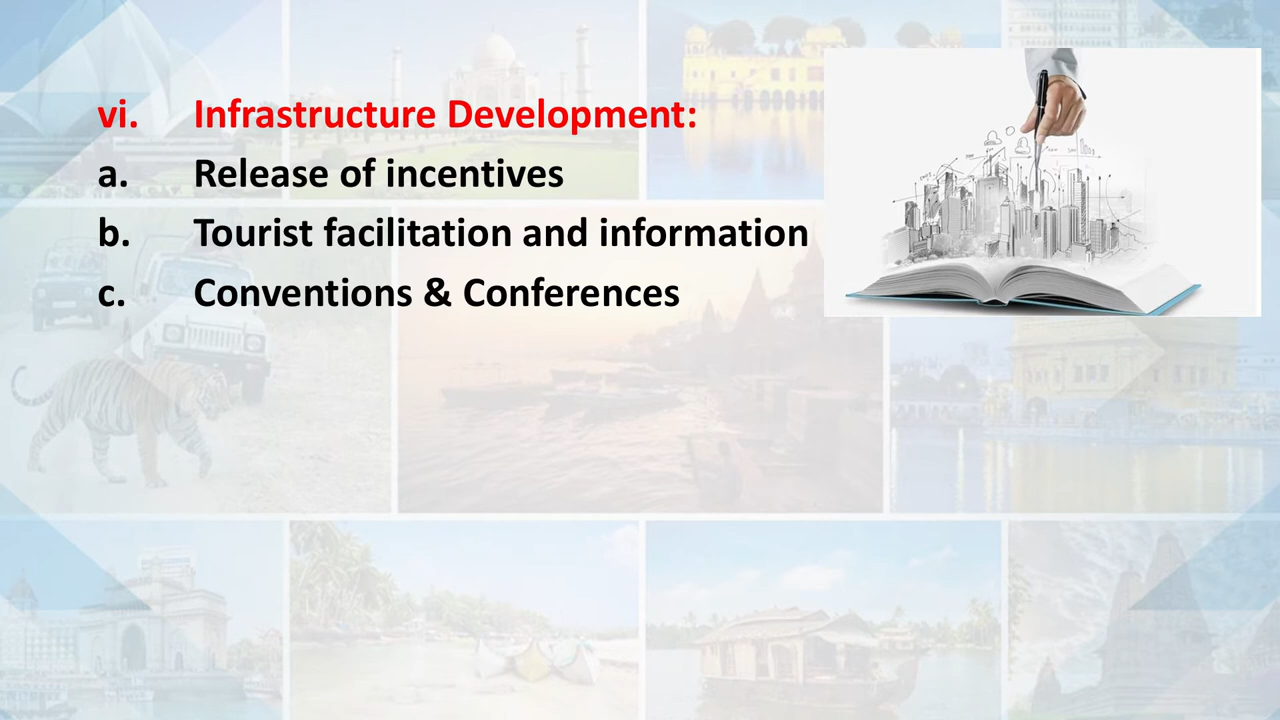 vi. Infrastructure Development:
a. Release of incentives
b. Tourist facilitation and information
c. Conventions & Conferences